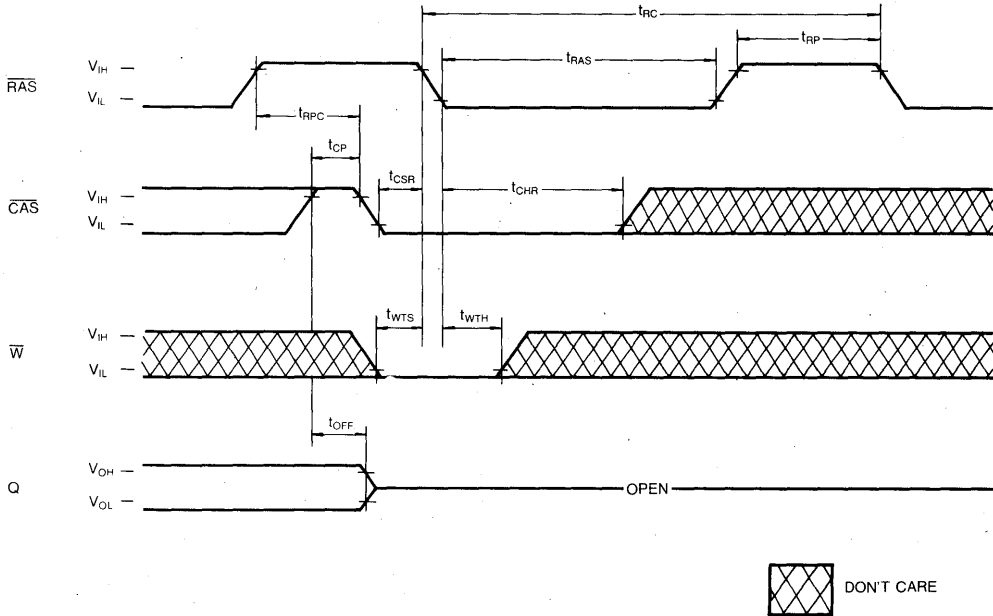 tRC
tRP
RAS
VIH
VIL
tRAS
tRPC
tCP
tCSR
tCHR
CAS
VIH
VIL
tWTS
tWTH
W
VIH
VIL
tOFF
Q
VOH
VOL
OPEN
DON'T CARE